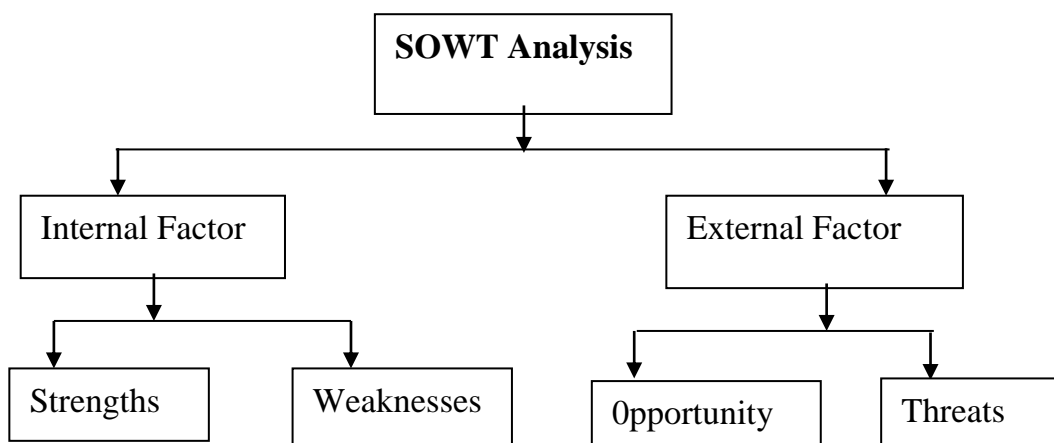 SOWT Analysis
Internal Factor
External Factor
Strengths
Weaknesses
0pportunity
Threats